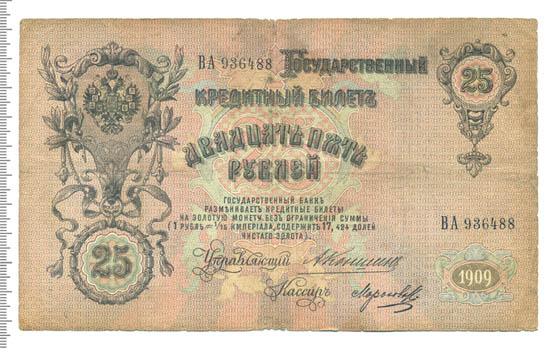 ВА 936488
Государственный
25
Кредитный Билетъ
Двадцать пять
рублей
Государственный банкъ
размѣниваетъ кредитные билеты
на золотую монету безъ ограниченія суммы
(1 рубль = 1/15 имперіала, содержитъ 17,424 долей
чистаго золота).
ВА 936488
25
Управляющій
1909
Кассиръ